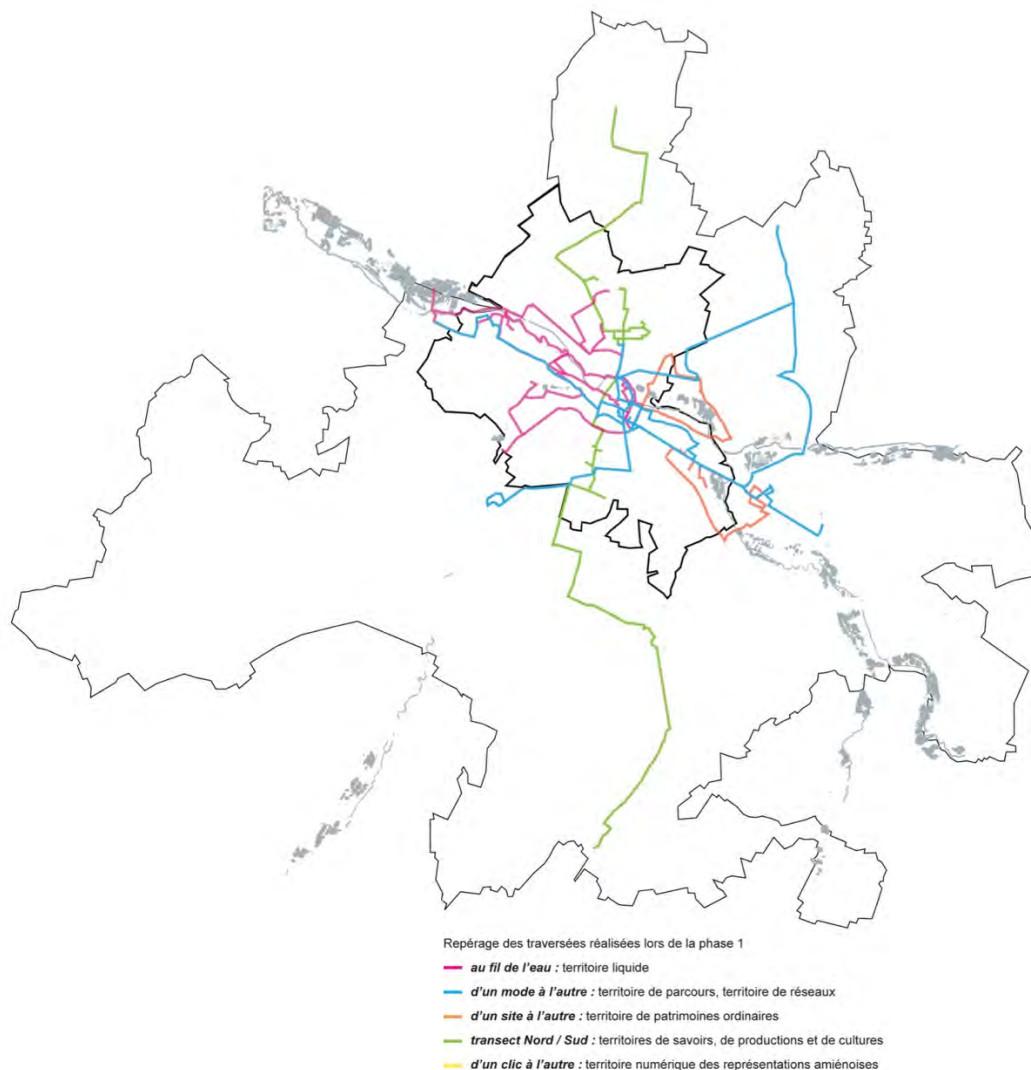 Repérage des traversées réalisées lors de la phase 1
au fil de l'eau : territoire liquide
d'un mode à l'autre : territoire de parcours, territoire de réseaux
d'un site à l'autre : territoire de patrimoines ordinaires
transect Nord / Sud : territoires de savoirs, de productions et de cultures
d'un clic à l'autre : territoire numérique des représentations amiénoises